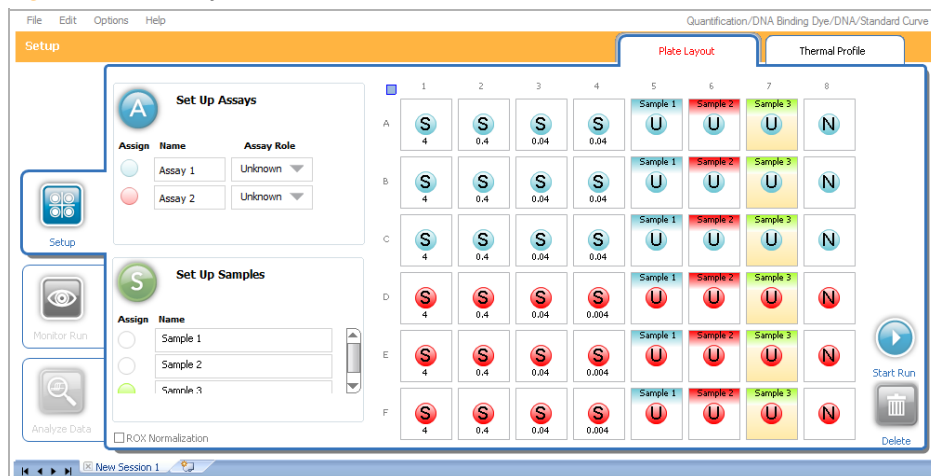 File Edit Options Help Quantification/DNA Binding Dye/DNA/Standard Curve
Setup Plate Layout Thermal Profile
A Set Up Assays
Assign Name Assay Role
Assay 1 Unknown
Assay 2 Unknown
Setup
S Set Up Samples
Assign Name
Sample 1
Sample 2
Sample 3
Monitor Run
Analyze Data
ROX Normalization
1 2 3 4 5 6 7 8
Sample 1 Sample 2 Sample 3
A S S S S U U U N
4 0.4 0.04 0.04
Sample 1 Sample 2 Sample 3
B S S S S U U U N
4 0.4 0.04 0.04
Sample 1 Sample 2 Sample 3
C S S S S U U U N
4 0.4 0.04 0.04
Sample 1 Sample 2 Sample 3
D S S S S U U U N
4 0.4 0.04 0.004
Sample 1 Sample 2 Sample 3
E S S S S U U U N
4 0.4 0.04 0.004
Sample 1 Sample 2 Sample 3
F S S S S U U U N
4 0.4 0.04 0.004
Start Run
Delete
New Session 1